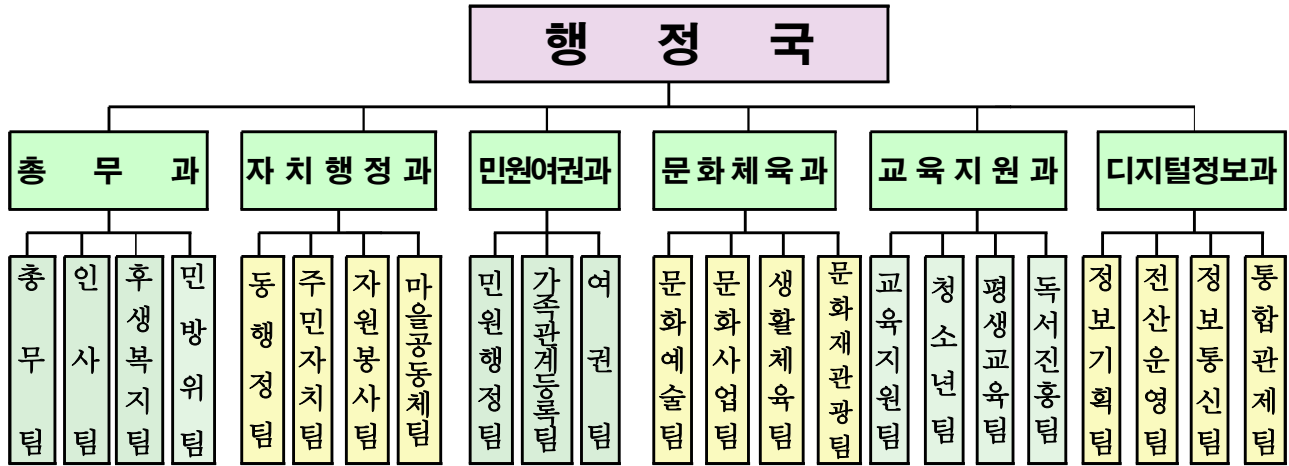 행 정 국
총 무 과
자 치 행 정 과
민원여권과
문 화 체 육 과
교 육 지 원 과
디지털정보과
총무팀
인사팀
후생복지팀
민방위팀
동행정팀
주민자치팀
자원봉사팀
마을공동체팀
민원행정팀
가족관계등록팀
여권팀
문화예술팀
문화사업팀
생활체육팀
문화재관광팀
교육지원팀
청소년팀
평생교육팀
독서진흥팀
정보기획팀
전산운영팀
정보통신팀
통합관제팀